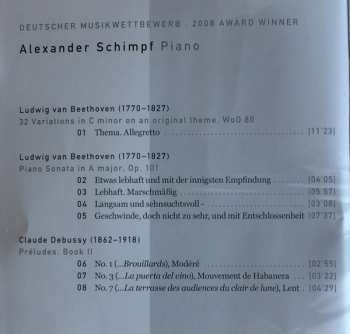 DEUTSCHER MUSIKWETTBEWERB · 2008 AWARD WINNER
Alexander Schimpf Piano
Ludwig van Beethoven (1770–1827)
32 Variations in C minor on an original theme, WoO 80
01 Thema. Allegretto [11'23]
Ludwig van Beethoven (1770–1827)
Piano Sonata in A major, Op. 101
02 Etwas lebhaft und mit der innigsten Empfindung [04'05]
03 Lebhaft. Marschmäßig [05'57]
04 Langsam und sehnsuchtsvoll - [03'08]
05 Geschwinde, doch nicht zu sehr, und mit Entschlossenheit [07'37]
Claude Debussy (1862–1918)
Préludes. Book II
06 No. 1 (...Brouillards), Modéré [02'55]
07 No. 3 (...La puerta del vino), Mouvement de Habanera [03'22]
08 No. 7 (...La terrasse des audiences du clair de lune), Lent [04'29]